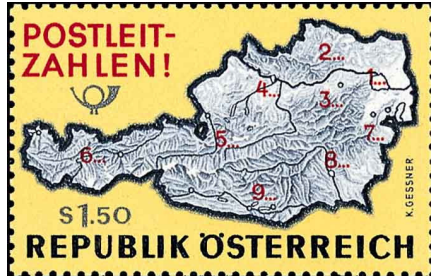 POSTLEIT-
ZAHLEN!
2...
1...
4...
3...
7...
5...
6...
8...
9...
S1.50
K.GESSNER
REPUBLIK ÖSTERREICH